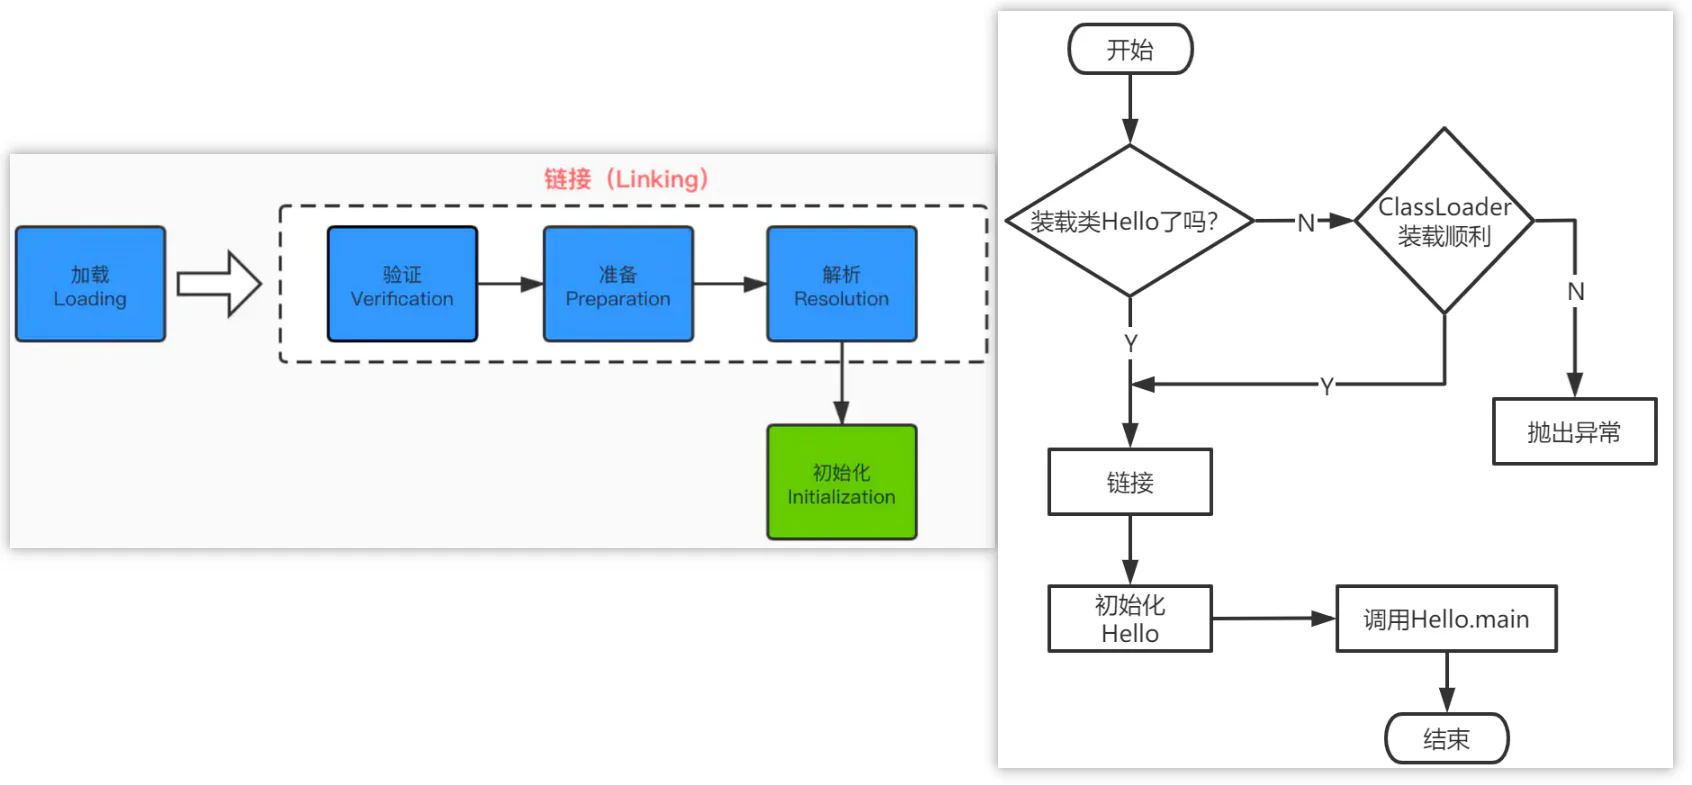 链接（Linking）
加载
Loading
验证
Verification
准备
Preparation
解析
Resolution
初始化
Initialization
开始
装载类Hello了吗?
N
ClassLoader
装载顺利
N
Y
Y
抛出异常
链接
初始化
Hello
调用Hello.main
结束